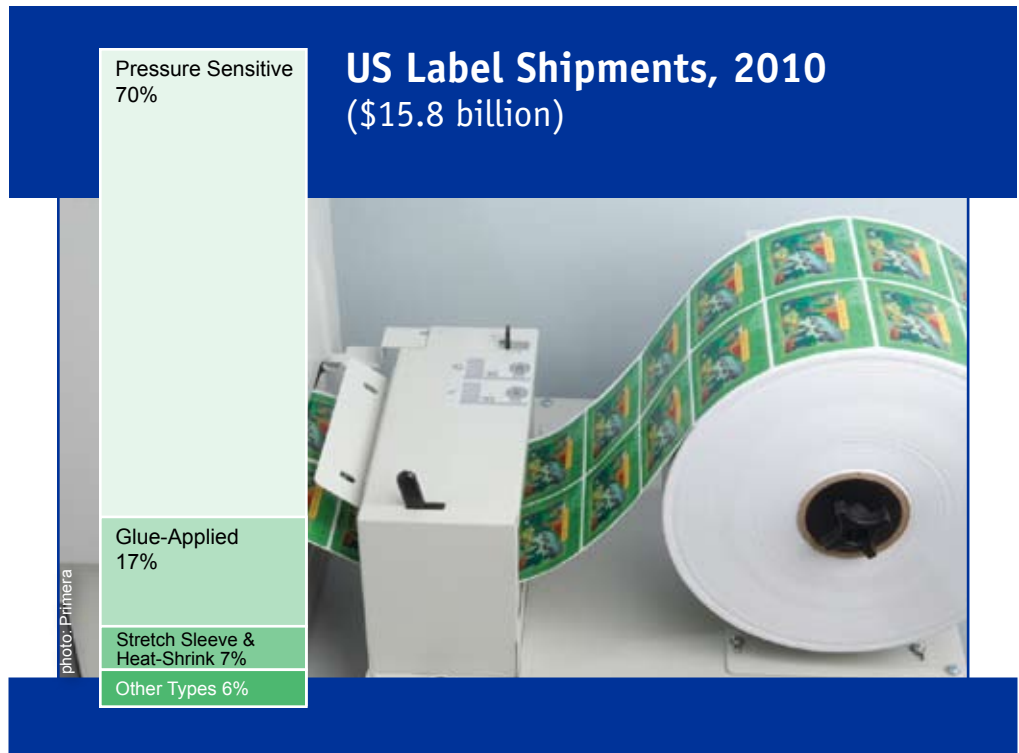 US Label Shipments, 2010
($15.8 billion)
Pressure Sensitive
70%
Glue-Applied
17%
Stretch Sleeve &
Heat-Shrink 7%
Other Types 6%
photo: Primera